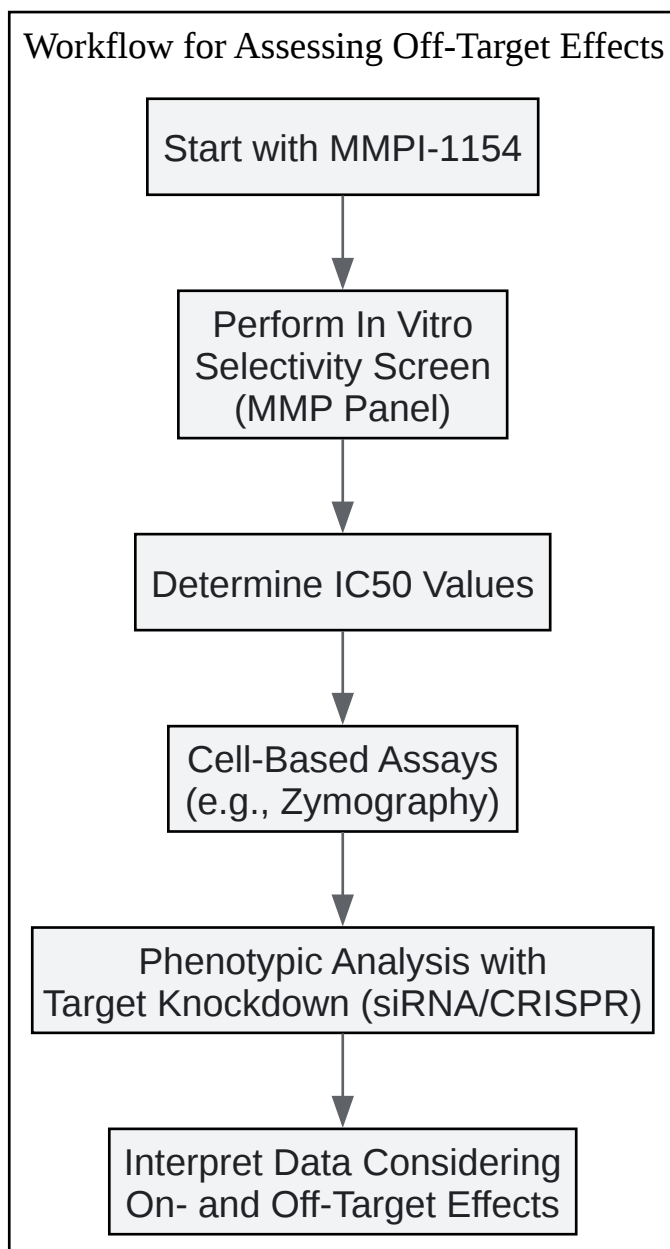 Workflow for Assessing Off-Target Effects
Start with MMPI-1154
Perform In Vitro
Selectivity Screen
(MMP Panel)
Determine IC50 Values
Cell-Based Assays
(e.g., Zymography)
Phenotypic Analysis with
Target Knockdown (siRNA/CRISPR)
Interpret Data Considering
On- and Off-Target Effects